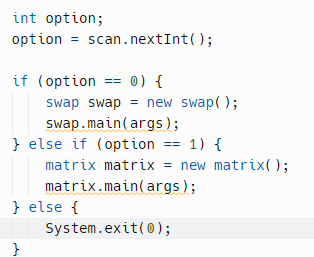 int option;
option = scan.nextInt();

if (option == 0) {
    swap swap = new swap();
    swap.main(args);
} else if (option == 1) {
    matrix matrix = new matrix();
    matrix.main(args);
} else {
    System.exit(0);
}